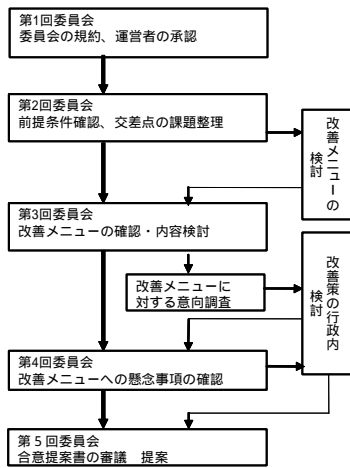 第1回委員会
委員会の規約、運営者の承認
第2回委員会
前提条件確認、交差点の課題整理
改善メニューの
検討
第3回委員会
改善メニューの確認・内容検討
改善メニューに
対する意向調査
改善策の行政内
検討
第4回委員会
改善メニューへの懸念事項の確認
第５回委員会
合意提案書の審議　提案